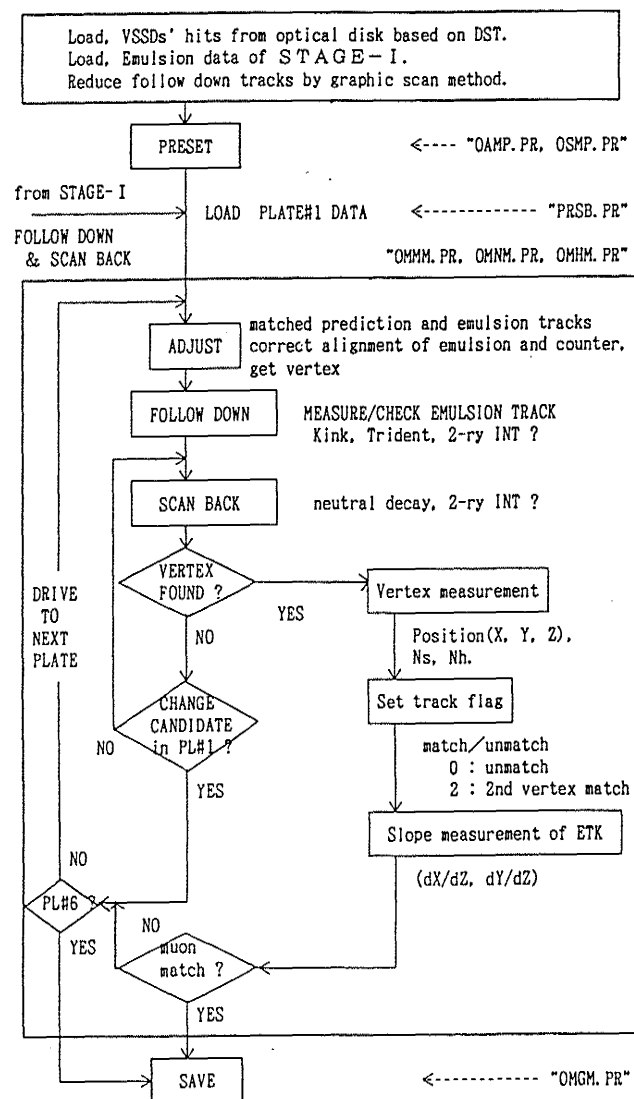 Load, VSSDs' hits from optical disk based on DST.
Load, Emulsion data of STAGE-I.
Reduce follow down tracks by graphic scan method.
PRESET
<---- "OAMP.PR, OSMP.PR"
from STAGE-I
LOAD PLATE#1 DATA
<----------- "PRSB.PR"
FOLLOW DOWN
& SCAN BACK
"OMMM.PR, OMNM.PR, OMHM.PR"
ADJUST
matched prediction and emulsion tracks
correct alignment of emulsion and counter,
get vertex
FOLLOW DOWN
MEASURE/CHECK EMULSION TRACK
Kink, Trident, 2-ry INT ?
SCAN BACK
neutral decay, 2-ry INT ?
VERTEX
FOUND ?
YES
Vertex measurement
DRIVE
TO
NEXT
PLATE
NO
Position(X, Y, Z),
Ns, Nh.
CHANGE
CANDIDATE
in PL#1 ?
NO
YES
Set track flag
match/unmatch
0 : unmatch
2 : 2nd vertex match
Slope measurement of ETK
(dX/dZ, dY/dZ)
NO
PL#6 ?
YES
NO
muon
match ?
YES
SAVE
<---------- "OMGM.PR"